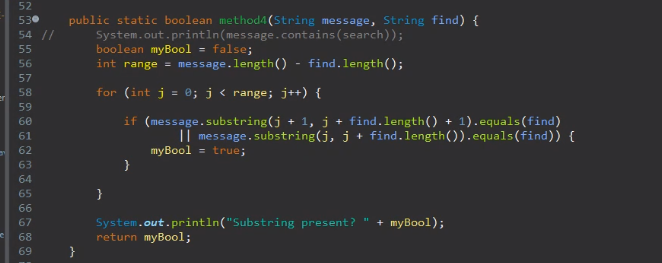 52
53 public static boolean method4(String message, String find) {
54 // System.out.println(message.contains(search));
55 boolean myBool = false;
56 int range = message.length() - find.length();
57
58 for (int j = 0; j < range; j++) {
59
60 if (message.substring(j + 1, j + find.length() + 1).equals(find)
61 || message.substring(j, j + find.length()).equals(find)) {
62 myBool = true;
63 }
64
65 }
66
67 System.out.println("Substring present? " + myBool);
68 return myBool;
69 }